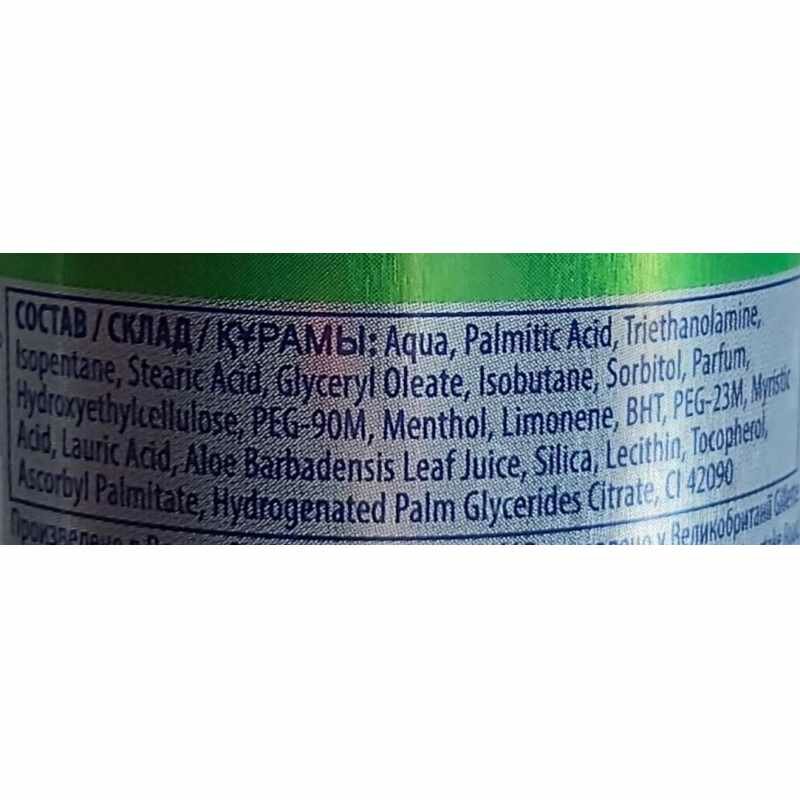 СОСТАВ / СКЛАД / ҚҰРАМЫ: Aqua, Palmitic Acid, Triethanolamine,
Isopentane, Stearic Acid, Glyceryl Oleate, Isobutane, Sorbitol, Parfum,
Hydroxyethylcellulose, PEG-90M, Menthol, Limonene, BHT, PEG-23M, Myristic
Acid, Lauric Acid, Aloe Barbadensis Leaf Juice, Silica, Lecithin, Tocopherol,
Ascorbyl Palmitate, Hydrogenated Palm Glycerides Citrate, CI 42090
Произведено в у Великобританії